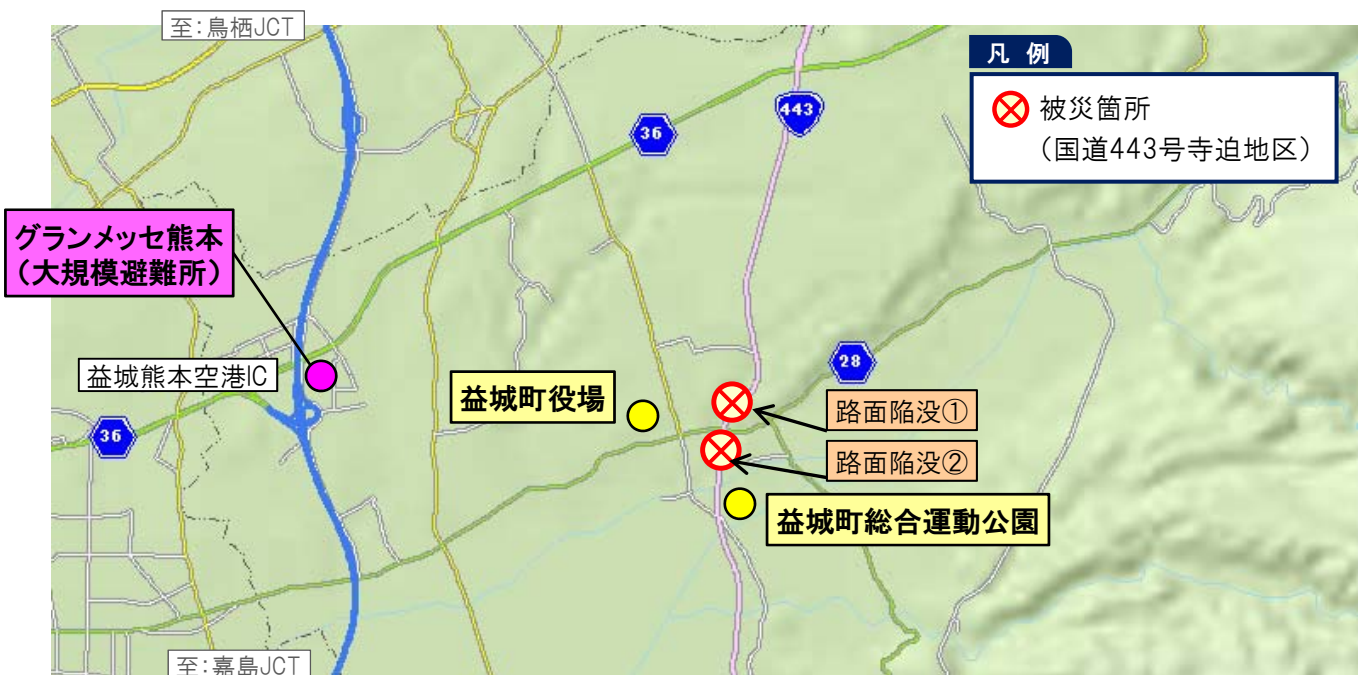 至：鳥栖JCT
凡 例
被災箇所
（国道443号寺迫地区）
443
36
グランメッセ熊本
（大規模避難所）
益城熊本空港IC
28
益城町役場
路面陥没①
36
路面陥没②
益城町総合運動公園
至：嘉島JCT